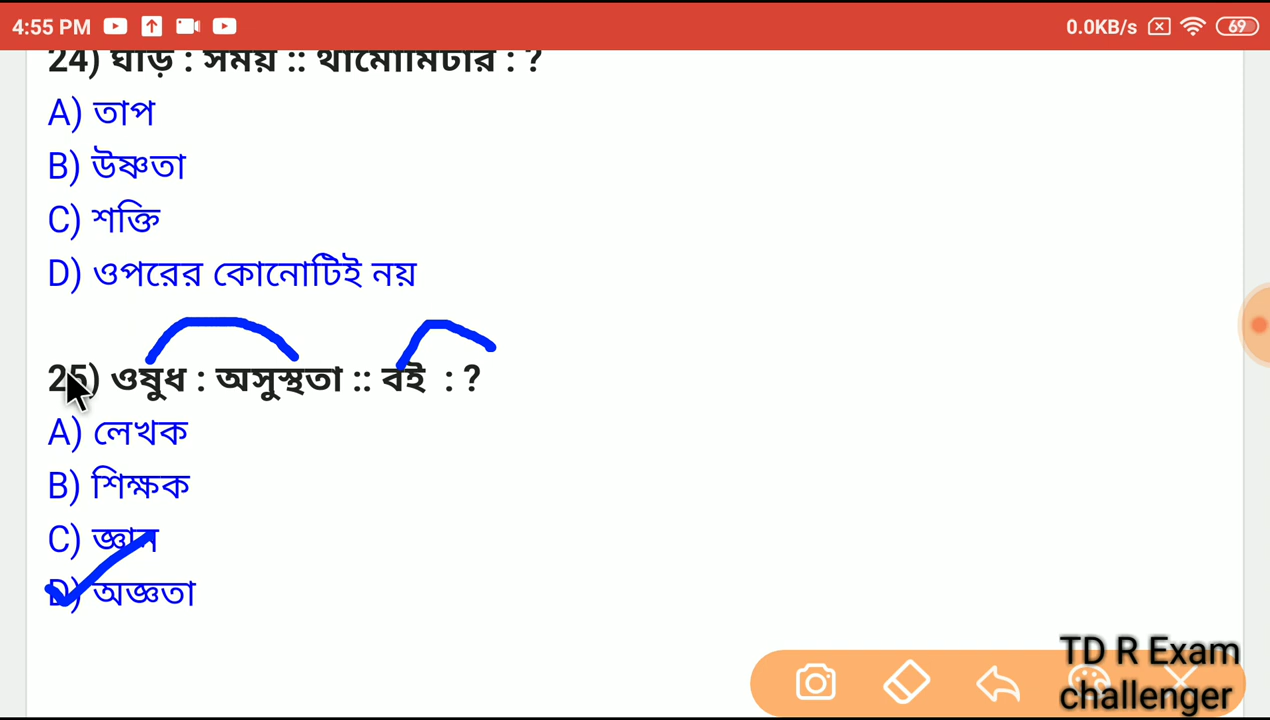 4:55 PM 0.0KB/s 69
24) ঘড়ি : সময় :: থার্মোমিটার : ?
A) তাপ
B) উষ্ণতা
C) শক্তি
D) ওপরের কোনোটিই নয়
25) ওষুধ : অসুস্থতা :: বই : ?
A) লেখক
B) শিক্ষক
C) জ্ঞান
D) অজ্ঞতা
TD R Exam
challenger